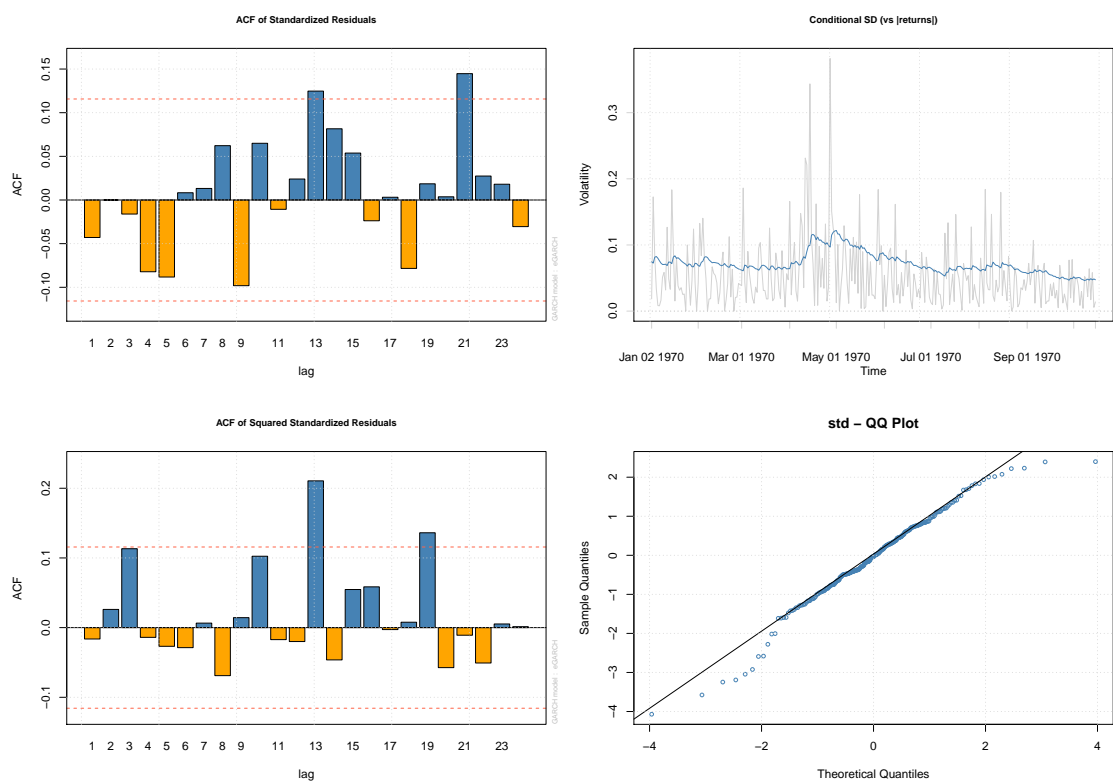 ACF of Standardized Residuals
0.15
0.10
0.05
0.00
−0.05
−0.10
ACF
1 2 3 4 5 6 7 8 9 11 13 15 17 19 21 23
lag
GARCH model : eGARCH
Conditional SD (vs |returns|)
0.3
0.2
0.1
0.0
Volatility
Jan 02 1970 Mar 01 1970 May 01 1970 Jul 01 1970 Sep 01 1970
Time
ACF of Squared Standardized Residuals
0.2
0.1
0.0
−0.1
ACF
1 2 3 4 5 6 7 8 9 11 13 15 17 19 21 23
lag
GARCH model : eGARCH
std − QQ Plot
2
1
0
−1
−2
−3
−4
Sample Quantiles
−4 −2 0 2 4
Theoretical Quantiles